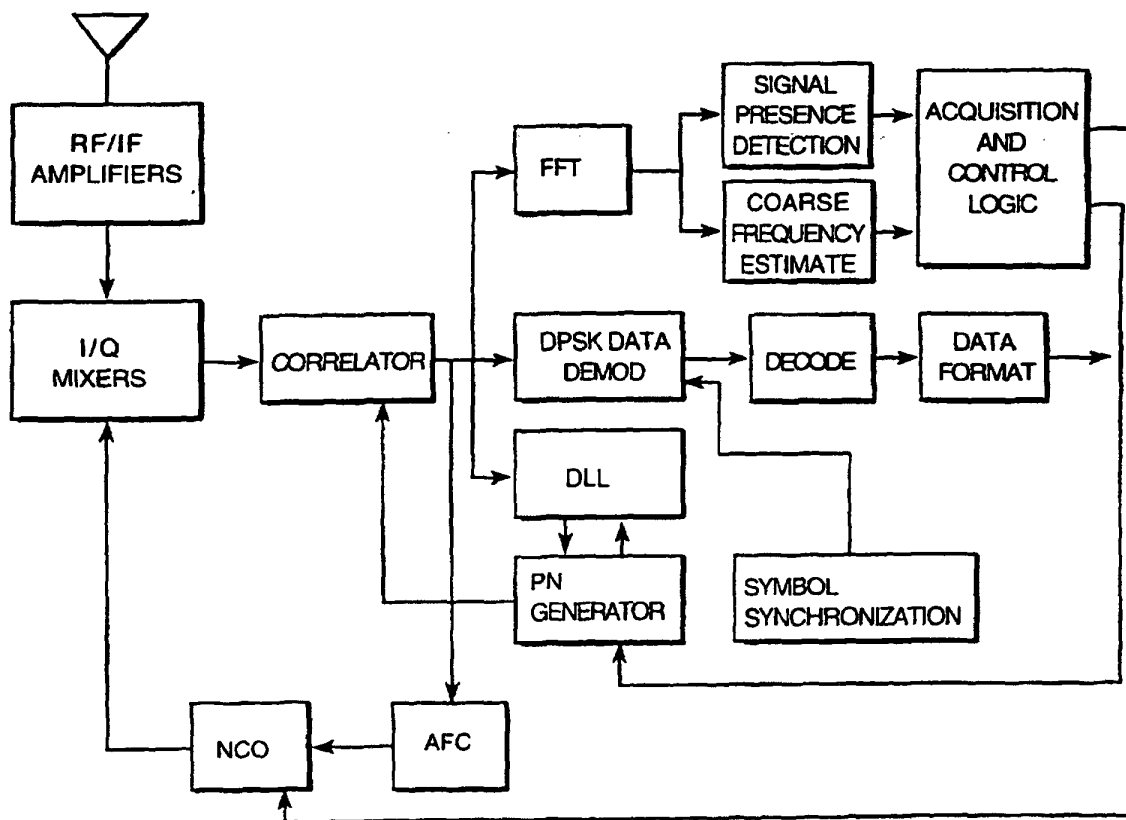 RF/IF
AMPLIFIERS
I/Q
MIXERS
CORRELATOR
FFT
SIGNAL
PRESENCE
DETECTION
COARSE
FREQUENCY
ESTIMATE
ACQUISITION
AND
CONTROL
LOGIC
DPSK DATA
DEMOD
DECODE
DATA
FORMAT
DLL
PN
GENERATOR
SYMBOL
SYNCHRONIZATION
NCO
AFC